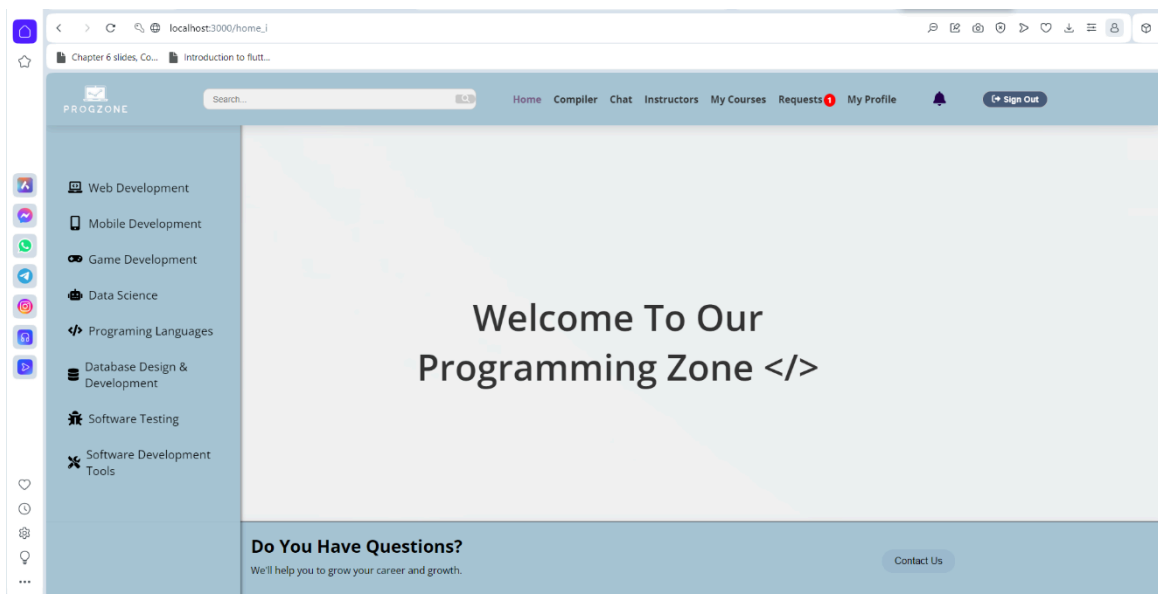 localhost:3000/home_i
Chapter 6 slides, Co... Introduction to flutt...
PROGZONE
Search...
Home Compiler Chat Instructors My Courses Requests 1 My Profile
Sign Out
Web Development
Mobile Development
Game Development
Data Science
</> Programing Languages
Database Design &
Development
Software Testing
Software Development
Tools
Welcome To Our
Programming Zone </>
Do You Have Questions?
We'll help you to grow your career and growth.
Contact Us